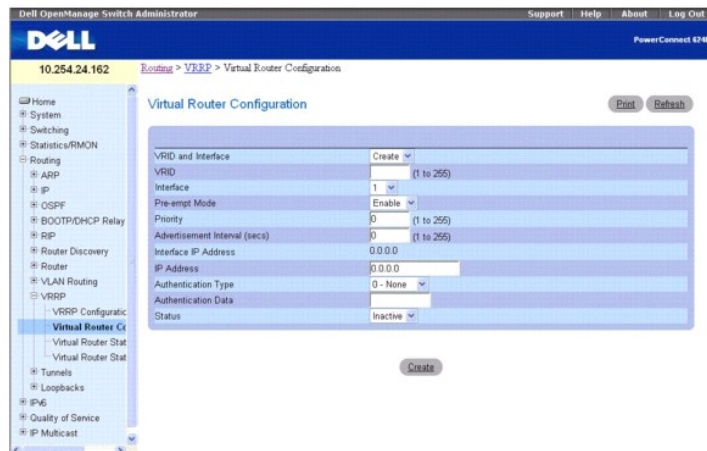 Dell OpenManage Switch Administrator
Support Help About Log Out
DELL
PowerConnect 6248
10.254.24.162
Routing > VRRP > Virtual Router Configuration
Home
System
Switching
Statistics/RMON
Routing
ARP
IP
OSPF
BOOTP/DHCP Relay
RIP
Router Discovery
Router
VLAN Routing
VRRP
VRRP Configuratic
Virtual Router Cc
Virtual Router Stat
Virtual Router Stat
Tunnels
Loopbacks
IPv6
Quality of Service
IP Multicast
Virtual Router Configuration
Print Refresh
VRID and Interface Create
VRID (1 to 255)
Interface 1
Pre-empt Mode Enable
Priority 0 (1 to 255)
Advertisement Interval (secs) 0 (1 to 255)
Interface IP Address 0.0.0.0
IP Address 0.0.0.0
Authentication Type 0 - None
Authentication Data
Status Inactive
Create